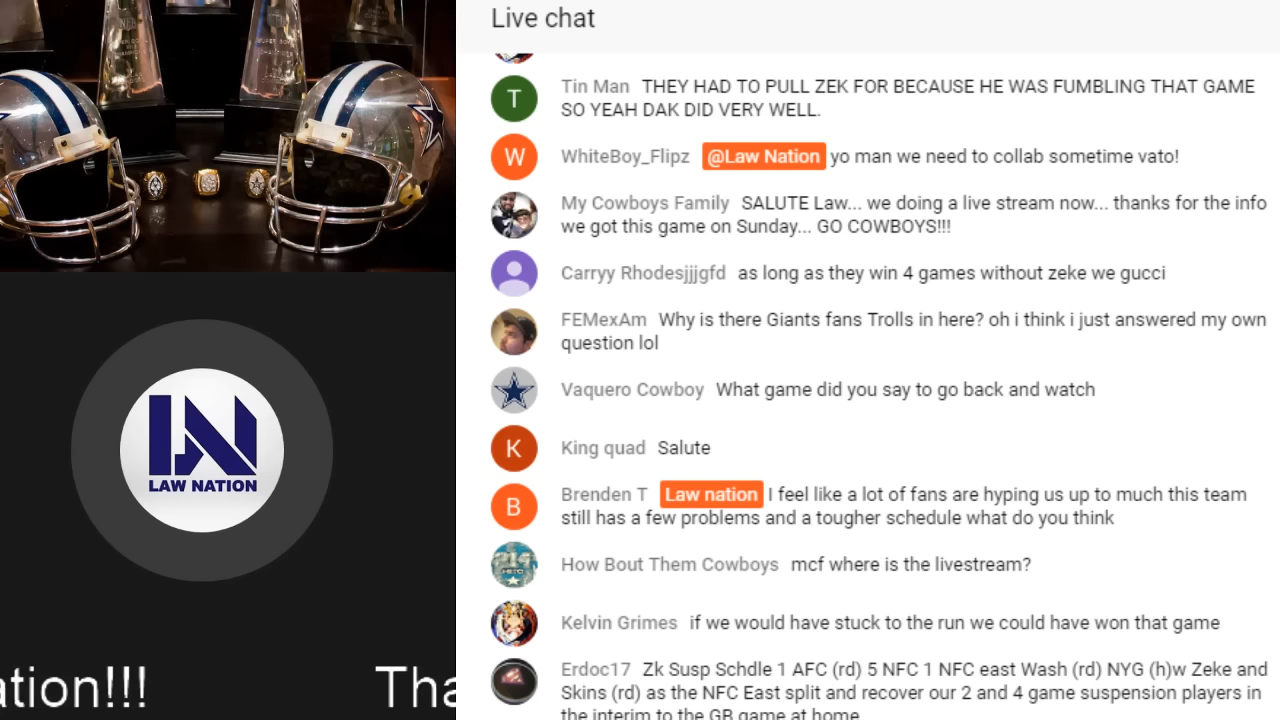 Live chat
T
Tin Man THEY HAD TO PULL ZEK FOR BECAUSE HE WAS FUMBLING THAT GAME
SO YEAH DAK DID VERY WELL.
W
WhiteBoy_Flipz @Law Nation yo man we need to collab sometime vato!
My Cowboys Family SALUTE Law... we doing a live stream now... thanks for the info
we got this game on Sunday... GO COWBOYS!!!
Carryy Rhodesjjjgfd as long as they win 4 games without zeke we gucci
FEMexAm Why is there Giants fans Trolls in here? oh i think i just answered my own
question lol
Vaquero Cowboy What game did you say to go back and watch
K
King quad Salute
B
Brenden T Law nation I feel like a lot of fans are hyping us up to much this team
still has a few problems and a tougher schedule what do you think
How Bout Them Cowboys mcf where is the livestream?
Kelvin Grimes if we would have stuck to the run we could have won that game
Erdoc17 Zk Susp Schdle 1 AFC (rd) 5 NFC 1 NFC east Wash (rd) NYG (h)w Zeke and
Skins (rd) as the NFC East split and recover our 2 and 4 game suspension players in
the interim to the GB game at home
LN
LAW NATION
ation!!! Tha